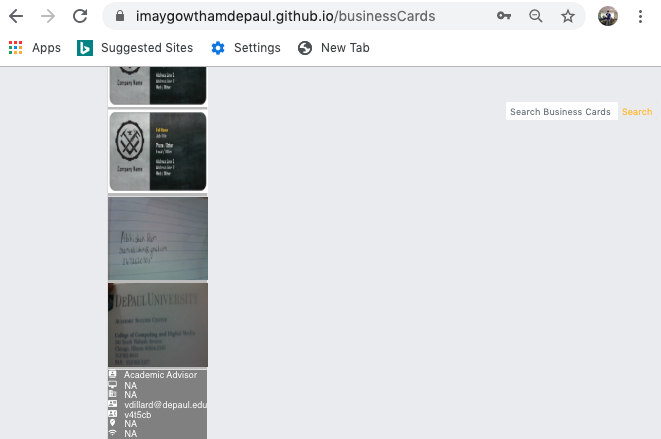 imaygowthamdepaul.github.io/businessCards
Apps
Suggested Sites
Settings
New Tab
Search Business Cards
Search
Company Name
Address Line 1
Address Line 2
Web / Other
Full Name
Job Title
Phone / Other
Email / Other
Company Name
Address Line 1
Address Line 2
Web / Other
DEPAUL UNIVERSITY
College of Computing and Digital Media
Academic Advisor
NA
NA
vdillard@depaul.edu
v4t5cb
NA
NA